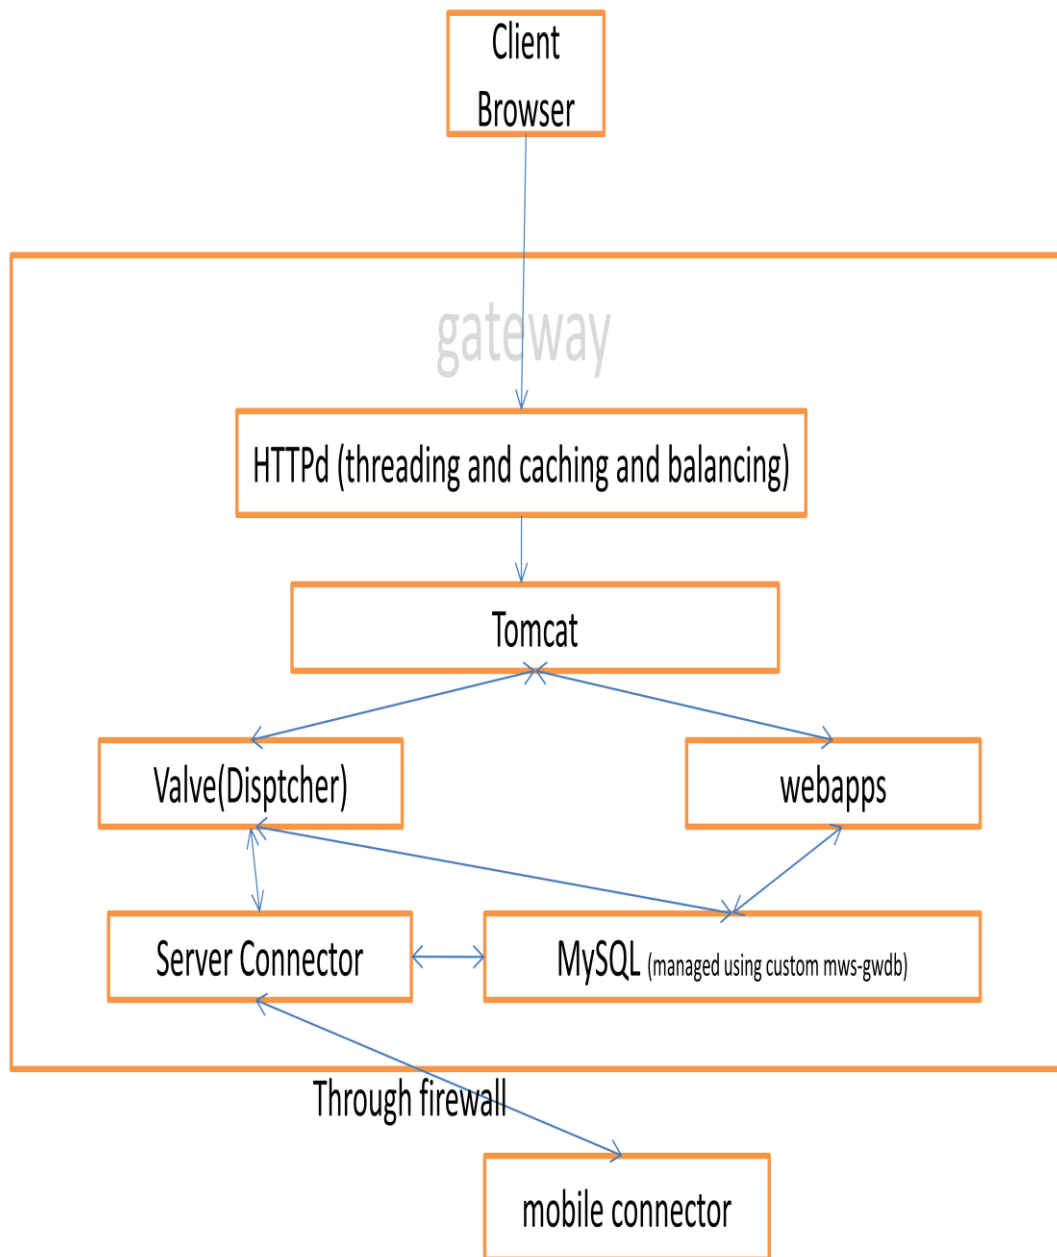 Client
Browser
gateway
HTTPd (threading and caching and balancing)
Tomcat
Valve(Disptcher)
webapps
Server Connector
MySQL (managed using custom mws-gwdb)
Through firewall
mobile connector